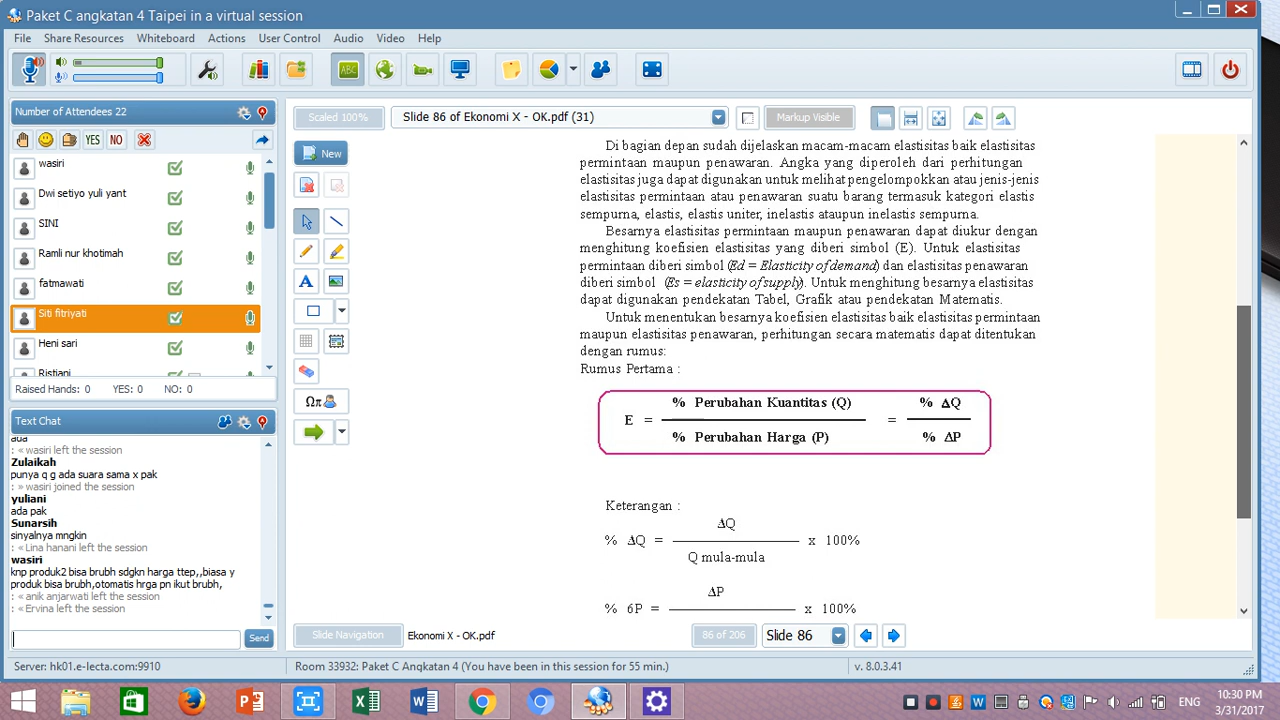 Paket C angkatan 4 Taipei in a virtual session
File Share Resources Whiteboard Actions User Control Audio Video Help
ABC
Number of Attendees 22
YES NO
wasiri
Dwi setiyo yuli yant
SINI
Ramli nur khotimah
fatmawati
Siti fitriyati
Heni sari
Ristiani
Raised Hands: 0 YES: 0 NO: 0
Text Chat
ada
: « wasiri left the session
Zulaikah
punya q g ada suara sama x pak
: » wasiri joined the session
yuliani
ada pak
Sunarsih
sinyalnya mngkin
: « Lina hanani left the session
wasiri
knp produk2 bisa brubh sdgkn harga ttep,,biasa y
produk bisa brubh,otomatis hrga pn ikut brubh,
: « anik anjarwati left the session
: « Ervina left the session
Send
Scaled 100%
Slide 86 of Ekonomi X - OK.pdf (31)
Markup Visible
New
A
Ωπ
Di bagian depan sudah dijelaskan macam-macam elastisitas baik elastisitas
permintaan maupun penawaran. Angka yang diperoleh dari perhitungan
elastisitas juga dapat digunakan untuk melihat pengelompokkan atau jenis-jenis
elastisitas permintaan atau penawaran suatu barang termasuk kategori elastis
sempurna, elastis, elastis uniter, inelastis ataupun inelastis sempurna.
Besarnya elastisitas permintaan maupun penawaran dapat diukur dengan
menghitung koefisien elastisitas yang diberi simbol (E). Untuk elastisitas
permintaan diberi simbol (Ed = Elasticity of demand) dan elastisitas penawaran
diberi simbol (Es = elasticity of supply). Untuk menghitung besarnya elastisitas
dapat digunakan pendekatan Tabel, Grafik atau pendekatan Matematis.
Untuk menentukan besarnya koefisien elastisitas baik elastisitas permintaan
maupun elastisitas penawaran, perhitungan secara matematis dapat ditentukan
dengan rumus:
Rumus Pertama :
% Perubahan Kuantitas (Q) % ΔQ
E = =
% Perubahan Harga (P) % ΔP
Keterangan :
ΔQ
% ΔQ = x 100%
Q mula-mula
ΔP
% 6P = x 100%
Slide Navigation Ekonomi X - OK.pdf 86 of 206 Slide 86
Server: hk01.e-lecta.com:9910 Room 33932: Paket C Angkatan 4 (You have been in this session for 55 min.) v. 8.0.3.41
ENG
10:30 PM
3/31/2017